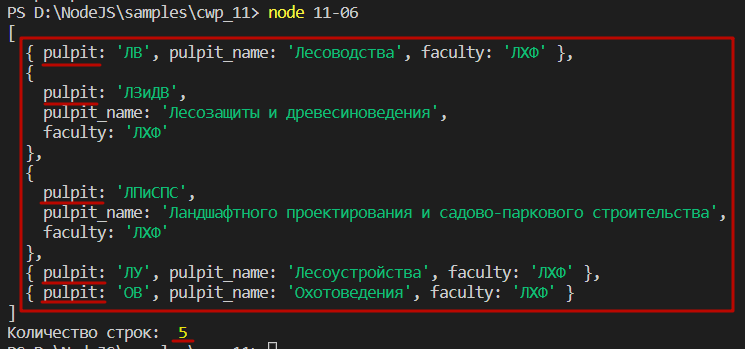 PS D:\NodeJS\samples\cwp_11> node 11-06
[
  { pulpit: 'ЛВ', pulpit_name: 'Лесоводства', faculty: 'ЛХФ' },
  {
    pulpit: 'ЛЗиДВ',
    pulpit_name: 'Лесозащиты и древесиноведения',
    faculty: 'ЛХФ'
  },
  {
    pulpit: 'ЛПиСПС',
    pulpit_name: 'Ландшафтного проектирования и садово-паркового строительства',
    faculty: 'ЛХФ'
  },
  { pulpit: 'ЛУ', pulpit_name: 'Лесоустройства', faculty: 'ЛХФ' },
  { pulpit: 'ОВ', pulpit_name: 'Охотоведения', faculty: 'ЛХФ' }
]
Количество строк:  5
PS D:\NodeJS\samples\cwp_11>